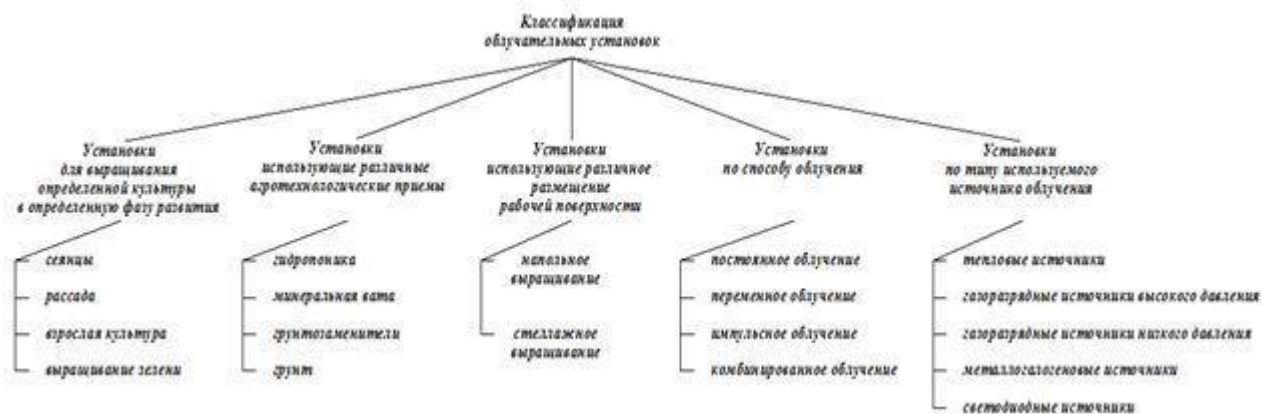 Классификация
облучательных установок
Установки
для выращивания
определенной культуры
в определенную фазу развития
сеянцы
рассада
взрослая культура
выращивание зелени
Установки
использующие различные
агротехнологические приемы
гидропоника
минеральная вата
грунтозаменители
грунт
Установки
использующие различное
размещение
рабочей поверхности
напольное
выращивание
стеллажное
выращивание
Установки
по способу облучения
постоянное облучение
переменное облучение
импульсное облучение
комбинированное облучение
Установки
по типу используемого
источника облучения
тепловые источники
газоразрядные источники высокого давления
газоразрядные источники низкого давления
металлогалогеновые источники
светодиодные источники